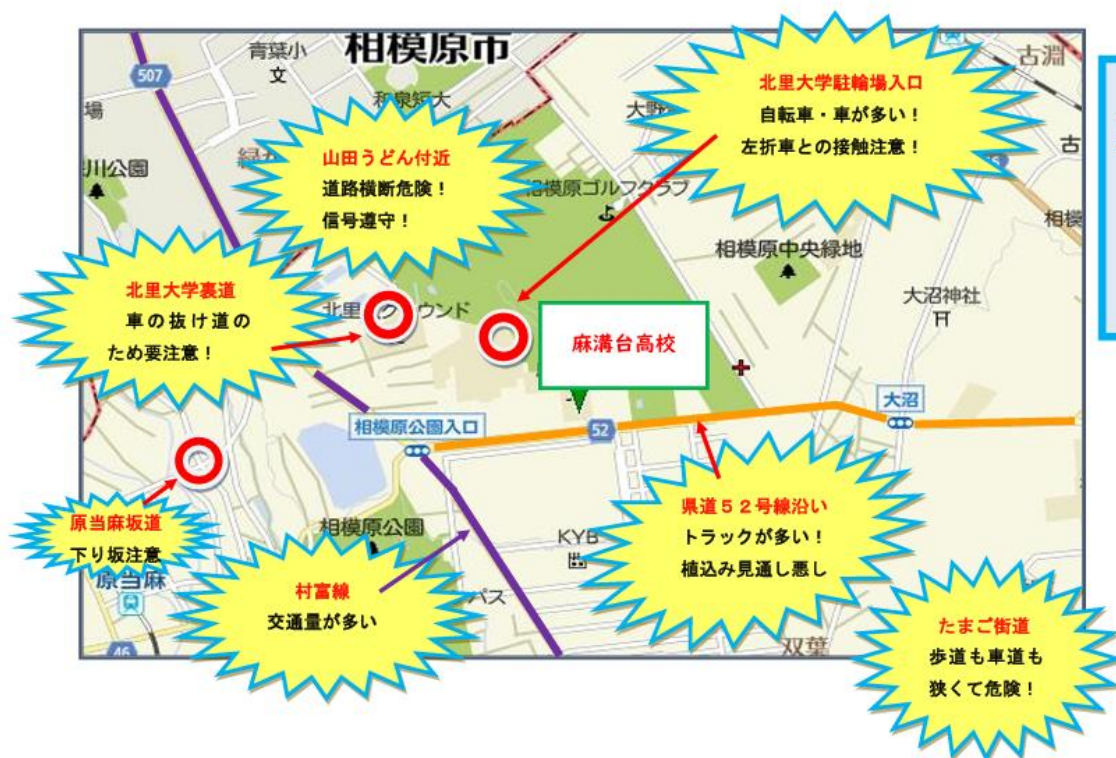 相模原市
青葉小
文
507
場
和泉短大
大野
古淵
古
相模
川公園
北里大学駐輪場入口
自転車・車が多い！
左折車との接触注意！
山田うどん付近
道路横断危険！
信号遵守！
相模原ゴルフクラブ
相模原中央緑地
大沼神社
北里大学裏道
車の抜け道の
ため要注意！
北里
ウンド
麻溝台高校
相模原公園入口
52
大沼
原当麻坂道
下り坂注意
原当麻
46
相模原公園
村富線
交通量が多い
バス
KYB
県道５２号線沿い
トラックが多い！
植込み見通し悪し
双葉
たまご街道
歩道も車道も
狭くて危険！